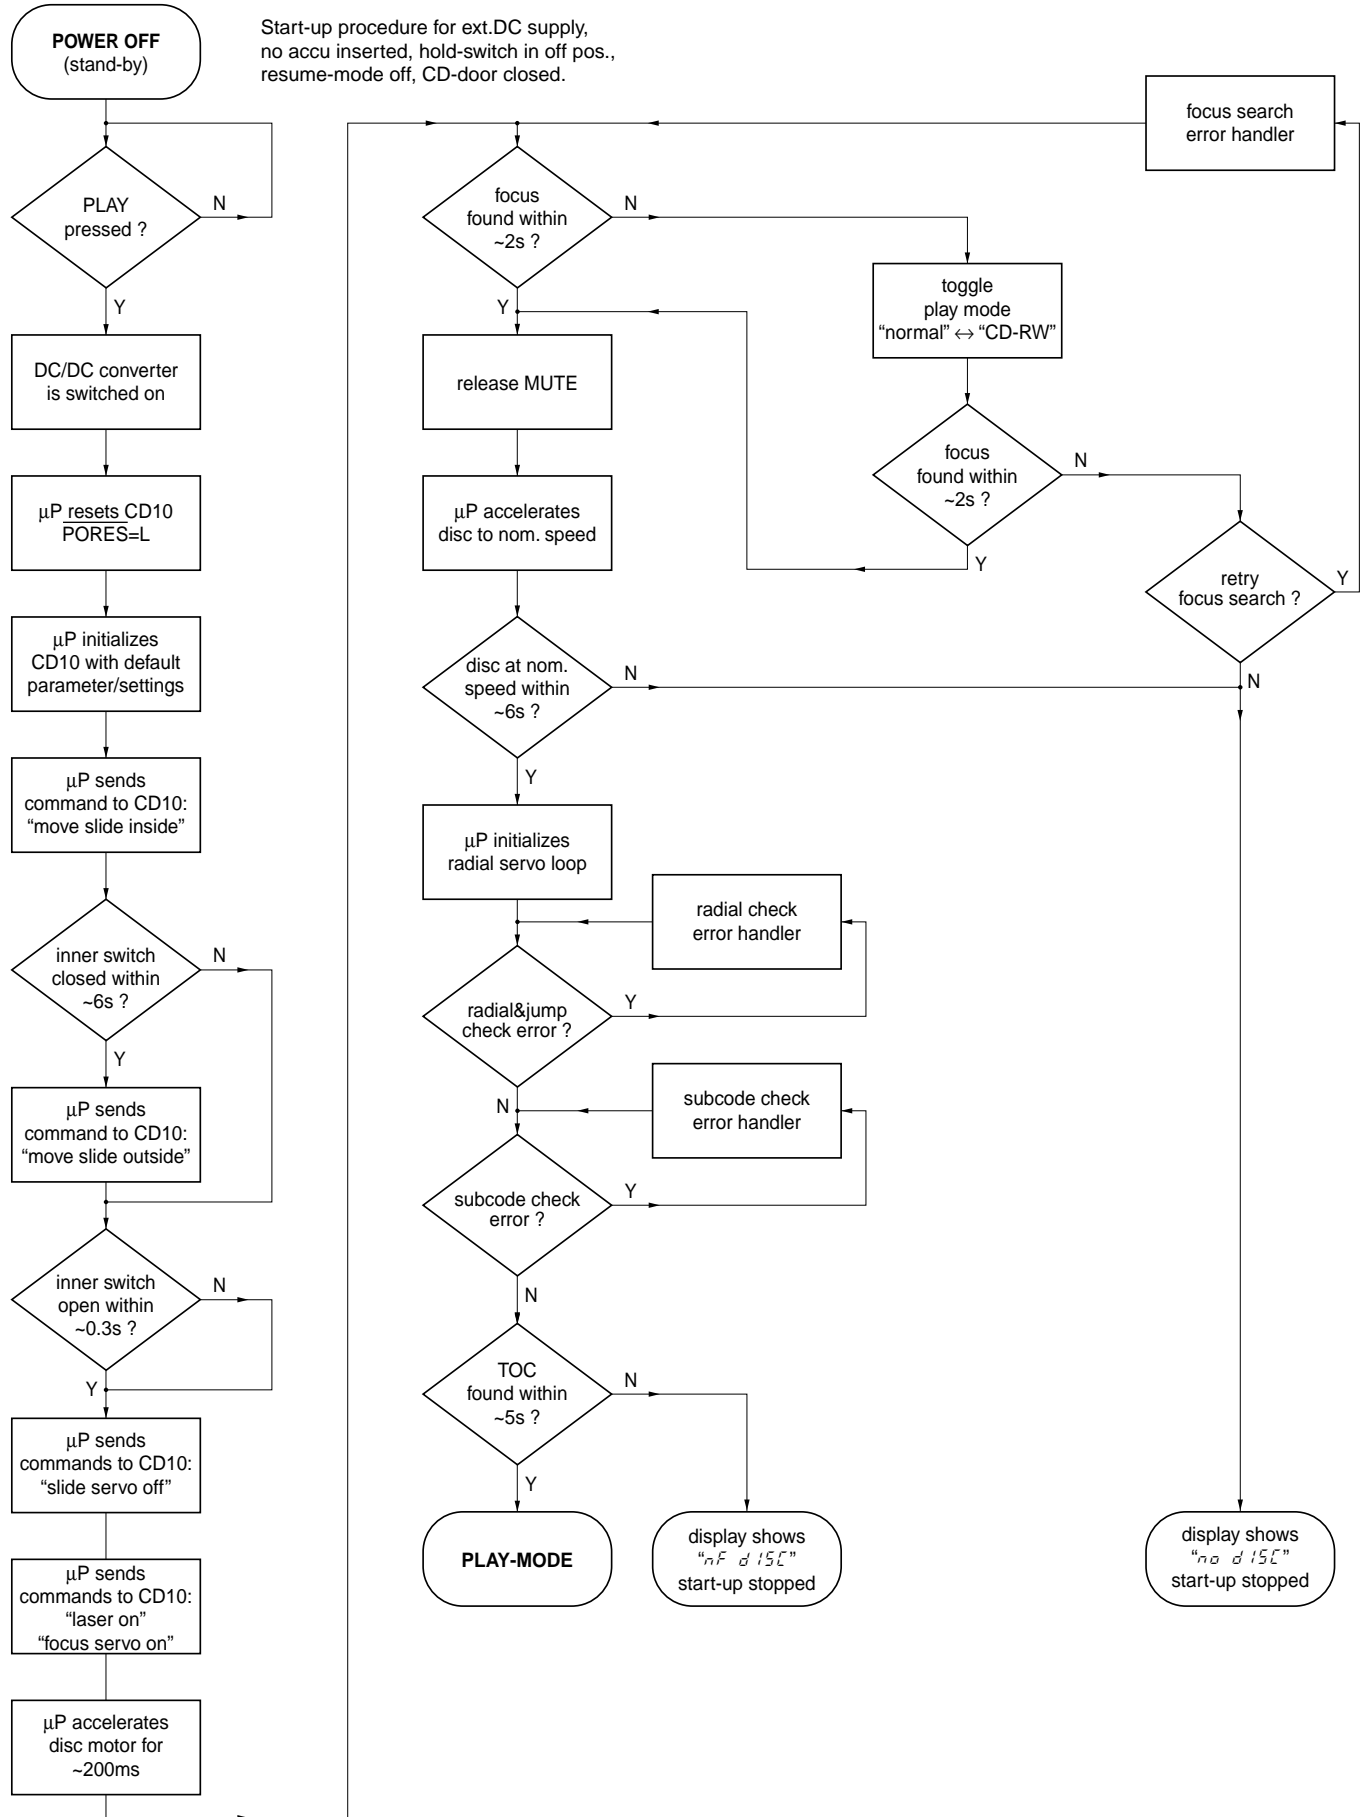 POWER OFF
(stand-by)
Start-up procedure for ext.DC supply,
no accu inserted, hold-switch in off pos.,
resume-mode off, CD-door closed.
PLAY
pressed ?
N
Y
DC/DC converter
is switched on
µP resets CD10
PORES=L
µP initializes
CD10 with default
parameter/settings
µP sends
command to CD10:
“move slide inside”
inner switch
closed within
~6s ?
N
Y
µP sends
command to CD10:
“move slide outside”
inner switch
open within
~0.3s ?
N
Y
µP sends
commands to CD10:
“slide servo off”
µP sends
commands to CD10:
“laser on”
“focus servo on”
µP accelerates
disc motor for
~200ms
focus
found within
~2s ?
N
Y
release MUTE
µP accelerates
disc to nom. speed
disc at nom.
speed within
~6s ?
N
Y
µP initializes
radial servo loop
radial check
error handler
radial&jump
check error ?
Y
N
subcode check
error handler
subcode check
error ?
Y
N
TOC
found within
~5s ?
N
Y
PLAY-MODE
display shows
“nF dISC”
start-up stopped
toggle
play mode
“normal” ↔ “CD-RW”
focus
found within
~2s ?
N
Y
focus search
error handler
retry
focus search ?
Y
N
display shows
“no dISC”
start-up stopped